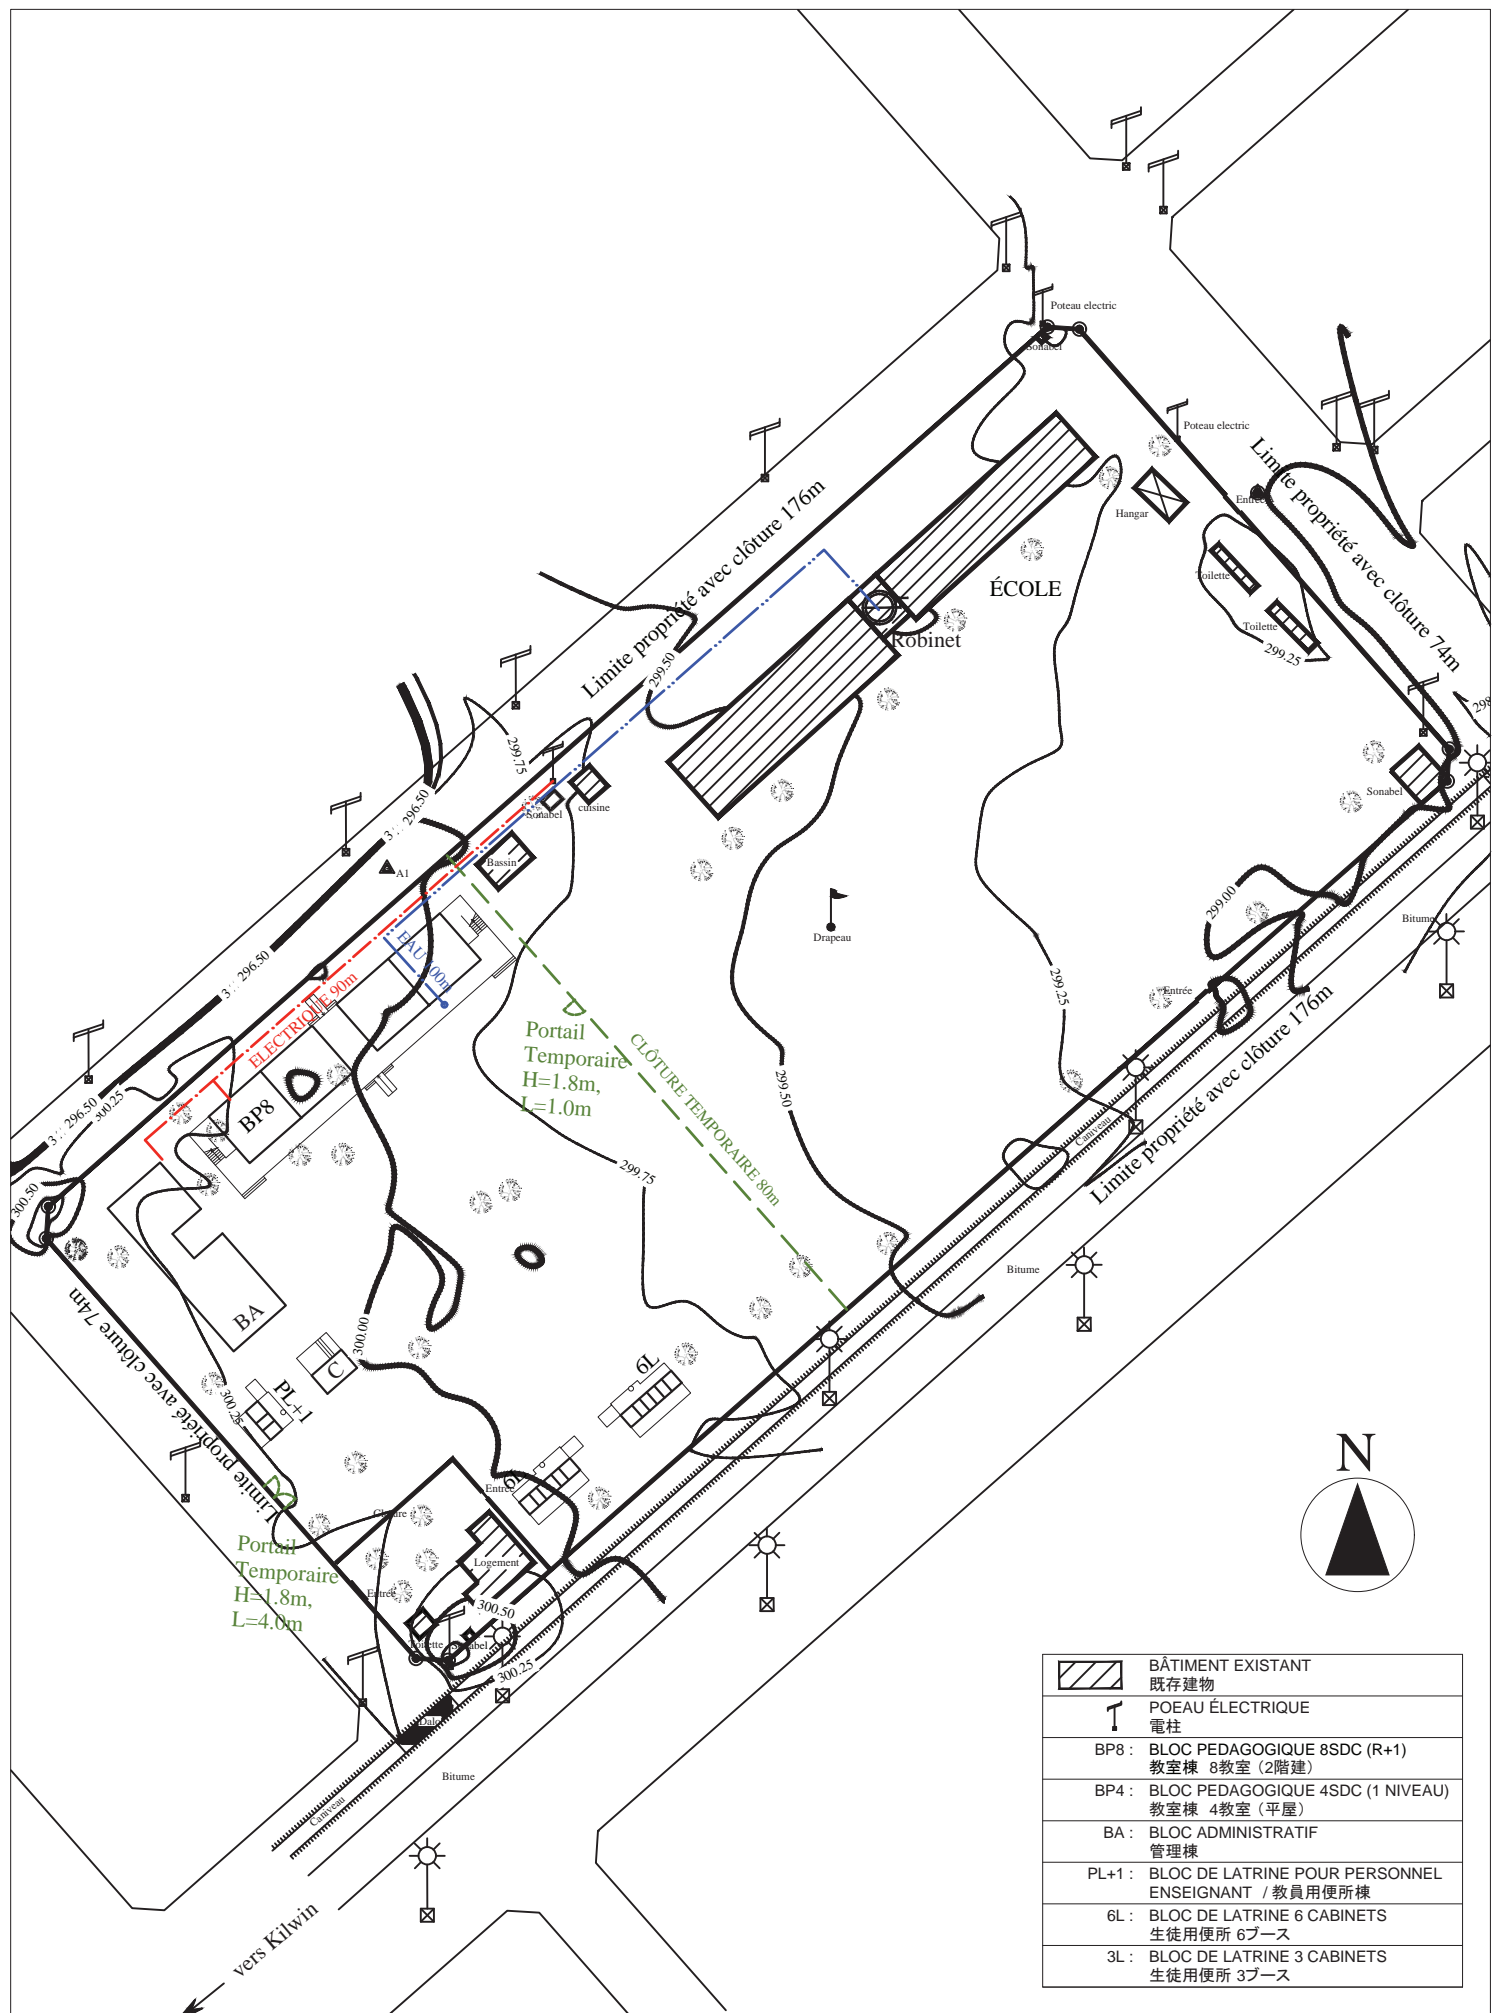 Poteau electric
Sonabel
Poteau electric
Limite propriété avec clôture 74m
Entrée
Hangar
Limite propriété avec clôture 176m
Toilette
ÉCOLE
Toilette
299.25
Robinet
299.50
299.75
298
Sonabel
cuisine
Sonabel
296.50
A1
Bassin
299.00
Bitume
Drapeau
EAU 100m
296.50
299.25
Entrée
ELECTRIQUE 90m
Portail
Temporaire
H=1.8m,
L=1.0m
CLÔTURE TEMPORAIRE 80m
299.50
Limite propriété avec clôture 176m
296.50
300.25
BP8
Caniveau
299.75
300.50
Bitume
BA
Limite propriété avec clôture 74m
300.00
C
6L
PL+1
300.25
6L
Entrée
Cloture
Logement
Portail
Temporaire
H=1.8m,
L=4.0m
Entrée
300.50
Toilette
Sonabel
300.25
Dalot
Bitume
Caniveau
vers Kilwin
N
BÂTIMENT EXISTANT
既存建物
POEAU ÉLECTRIQUE
電柱
BP8 : BLOC PEDAGOGIQUE 8SDC (R+1)
教室棟 8教室（2階建）
BP4 : BLOC PEDAGOGIQUE 4SDC (1 NIVEAU)
教室棟 4教室（平屋）
BA : BLOC ADMINISTRATIF
管理棟
PL+1 : BLOC DE LATRINE POUR PERSONNEL
ENSEIGNANT / 教員用便所棟
6L : BLOC DE LATRINE 6 CABINETS
生徒用便所 6ブース
3L : BLOC DE LATRINE 3 CABINETS
生徒用便所 3ブース